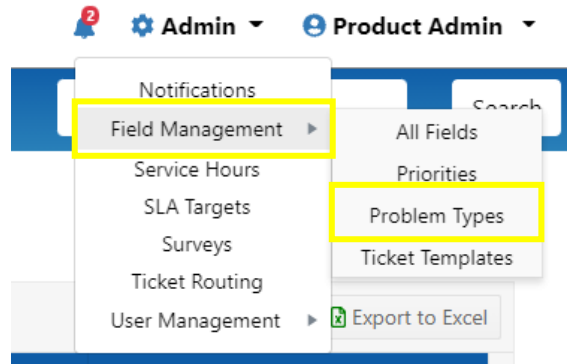 2 Admin Product Admin
Search
Notifications
Field Management
Service Hours
SLA Targets
Surveys
Ticket Routing
User Management
All Fields
Priorities
Problem Types
Ticket Templates
Export to Excel